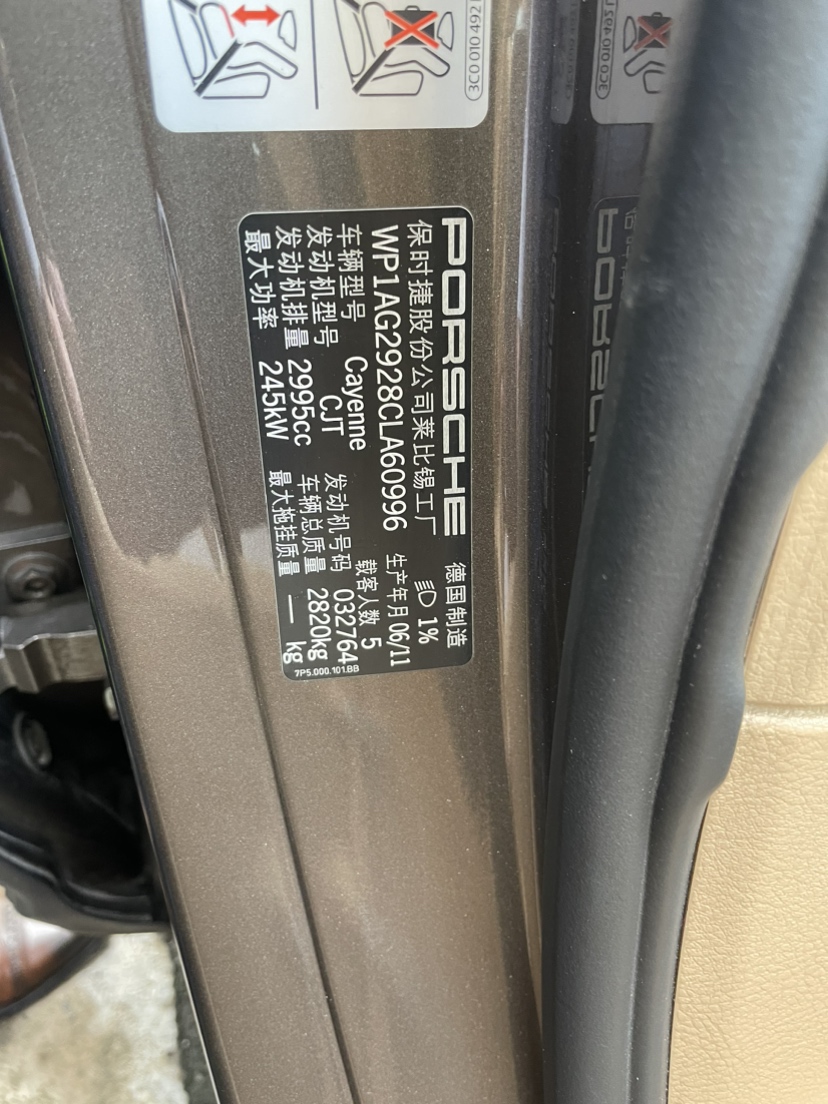 3C0 010 492
PORSCHE 德国制造
保时捷股份公司莱比锡工厂 1%
WP1AG2928CLA60996 生产年月 06/11
车辆型号 Cayenne 载客人数 5
发动机型号 CJT 发动机号码 032764
发动机排量 2995cc 车辆总质量 2820kg
最大功率 245kW 最大拖挂质量 — kg
7P5.000.101.BB